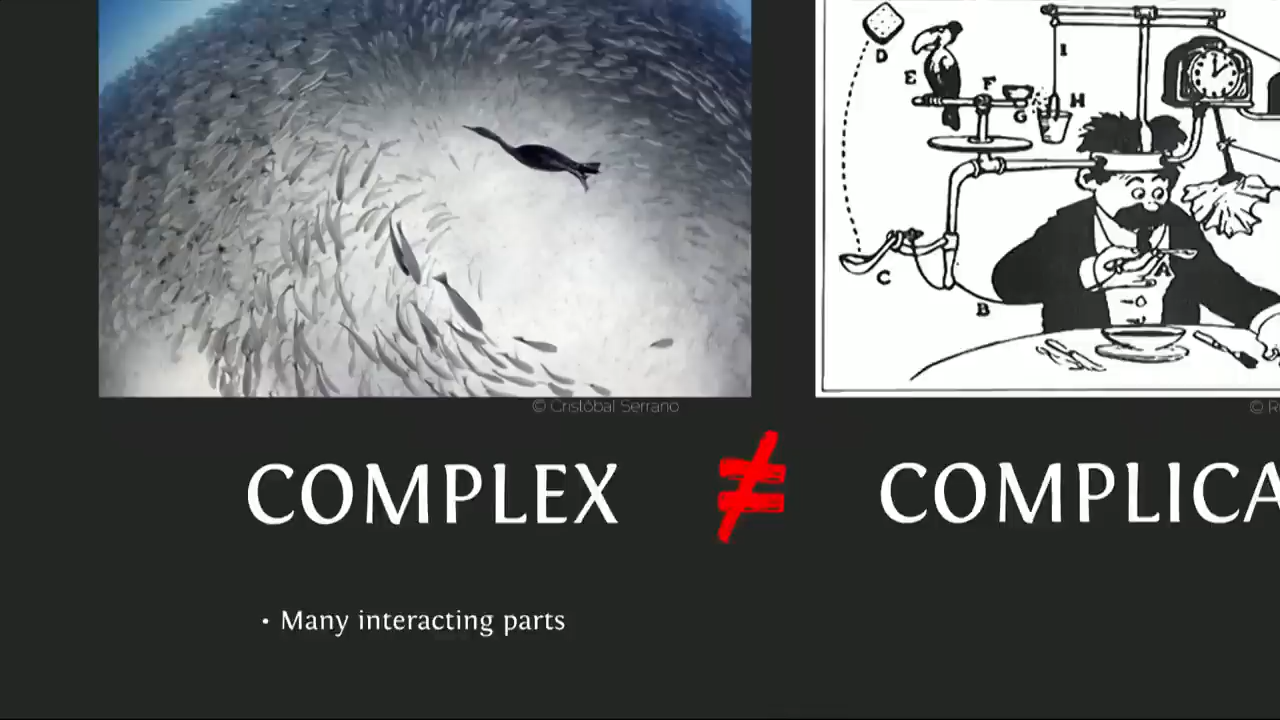 D
E
F
G
H
I
C
B
A
© Cristóbal Serrano
© R
COMPLEX ≠ COMPLICA
• Many interacting parts